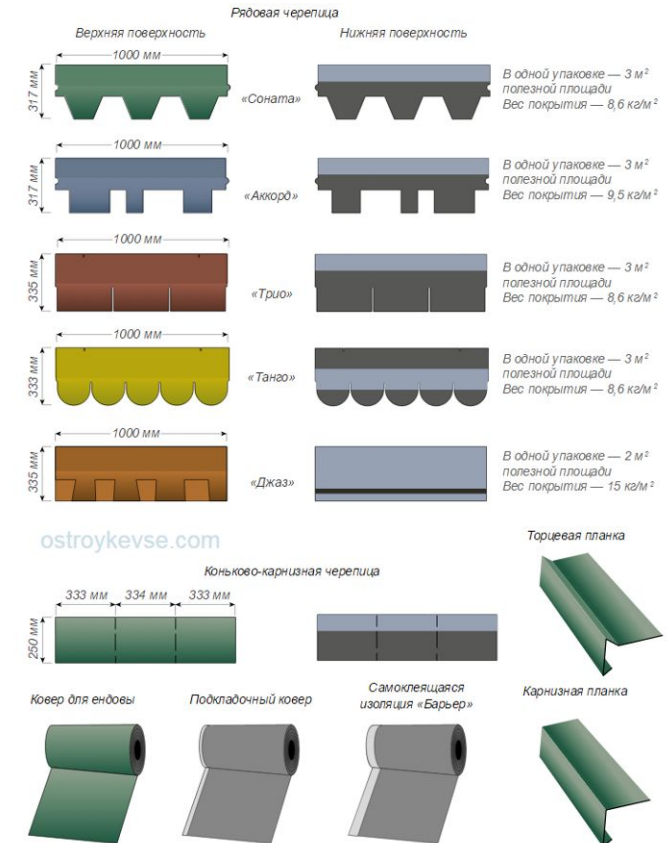 Рядовая черепица
Верхняя поверхность
Нижняя поверхность
1000 мм
317 мм
«Соната»
В одной упаковке — 3 м²
полезной площади
Вес покрытия — 8,6 кг/м²
1000 мм
317 мм
«Аккорд»
В одной упаковке — 3 м²
полезной площади
Вес покрытия — 9,5 кг/м²
1000 мм
335 мм
«Трио»
В одной упаковке — 3 м²
полезной площади
Вес покрытия — 8,6 кг/м²
1000 мм
333 мм
«Танго»
В одной упаковке — 3 м²
полезной площади
Вес покрытия — 8,6 кг/м²
1000 мм
335 мм
«Джаз»
В одной упаковке — 2 м²
полезной площади
Вес покрытия — 15 кг/м²
ostroykevse.com
Торцевая планка
Коньково-карнизная черепица
333 мм 334 мм 333 мм
250 мм
Ковер для ендовы
Подкладочный ковер
Самоклеящаяся
изоляция «Барьер»
Карнизная планка